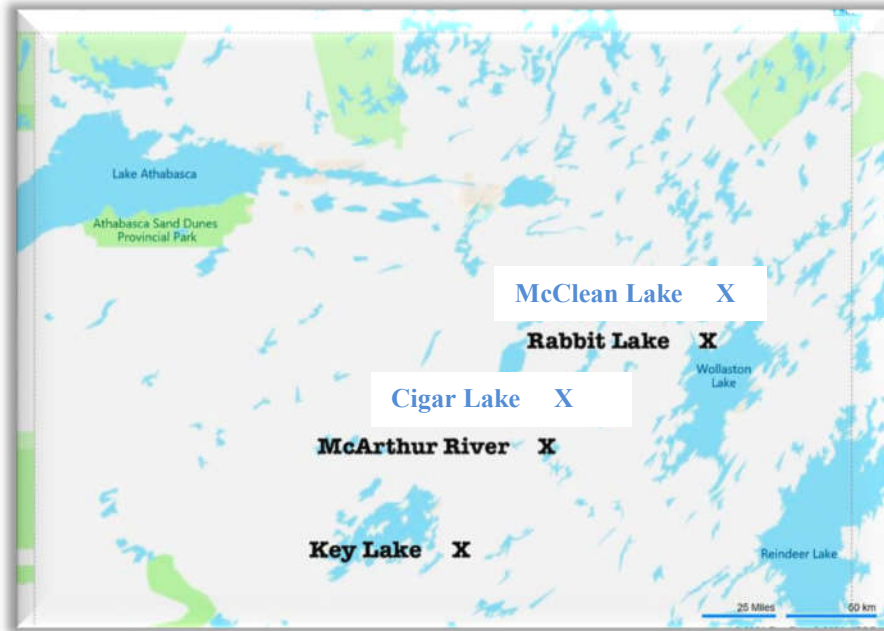 Lake Athabasca
Athabasca Sand Dunes
Provincial Park
McClean Lake X
Rabbit Lake X
Wollaston
Lake
Cigar Lake X
McArthur River X
Key Lake X
Reindeer Lake
25 Miles 50 km